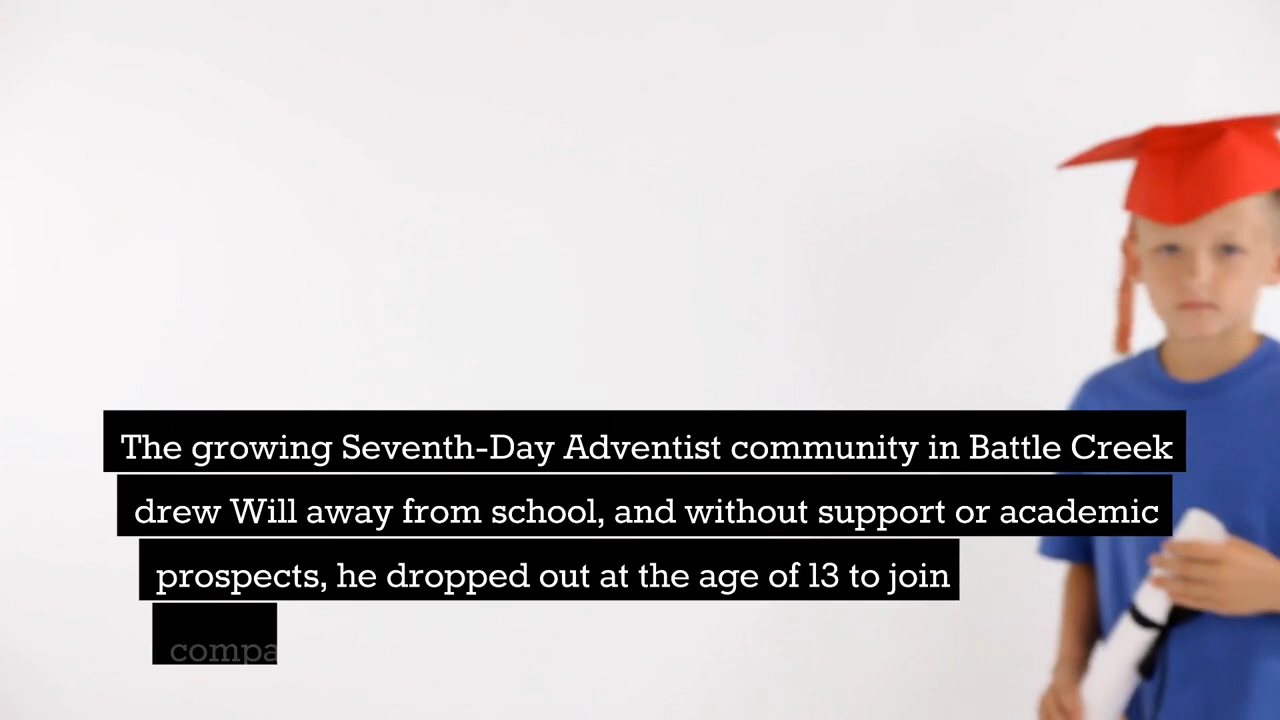 The growing Seventh-Day Adventist community in Battle Creek
drew Will away from school, and without support or academic
prospects, he dropped out at the age of 13 to join
compa